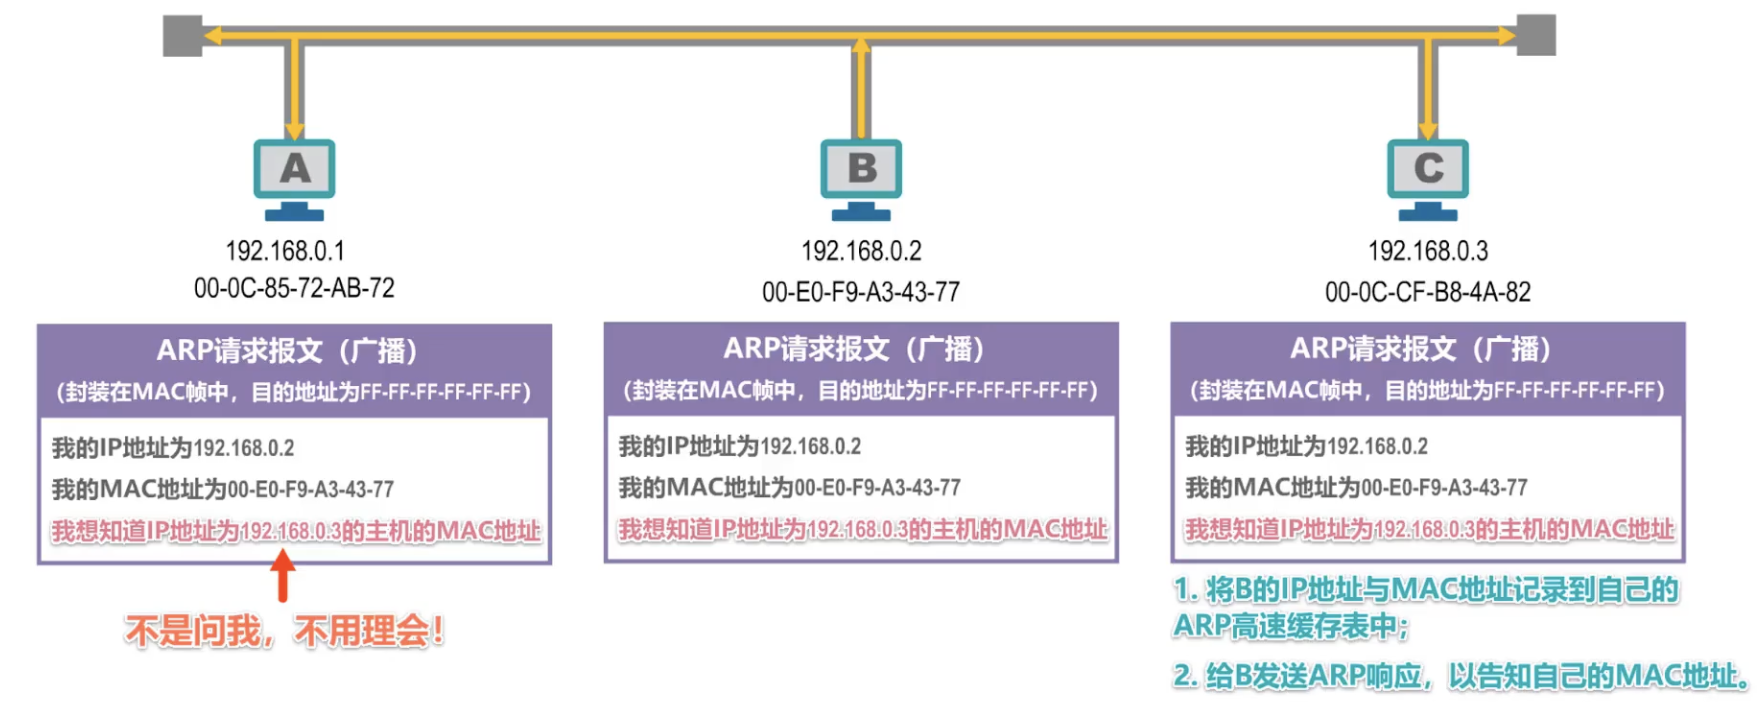 A
B
C
192.168.0.1
00-0C-85-72-AB-72
192.168.0.2
00-E0-F9-A3-43-77
192.168.0.3
00-0C-CF-B8-4A-82
ARP请求报文（广播）
（封装在MAC帧中，目的地址为FF-FF-FF-FF-FF-FF）
我的IP地址为192.168.0.2
我的MAC地址为00-E0-F9-A3-43-77
我想知道IP地址为192.168.0.3的主机的MAC地址
不是问我，不用理会！
ARP请求报文（广播）
（封装在MAC帧中，目的地址为FF-FF-FF-FF-FF-FF）
我的IP地址为192.168.0.2
我的MAC地址为00-E0-F9-A3-43-77
我想知道IP地址为192.168.0.3的主机的MAC地址
ARP请求报文（广播）
（封装在MAC帧中，目的地址为FF-FF-FF-FF-FF-FF）
我的IP地址为192.168.0.2
我的MAC地址为00-E0-F9-A3-43-77
我想知道IP地址为192.168.0.3的主机的MAC地址
1. 将B的IP地址与MAC地址记录到自己的
ARP高速缓存表中；
2. 给B发送ARP响应，以告知自己的MAC地址。